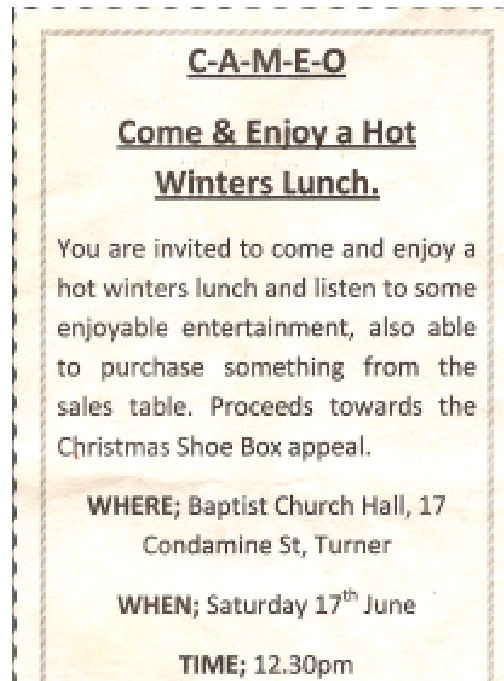 C-A-M-E-O
Come & Enjoy a Hot
Winters Lunch.
You are invited to come and enjoy a
hot winters lunch and listen to some
enjoyable entertainment, also able
to purchase something from the
sales table. Proceeds towards the
Christmas Shoe Box appeal.
WHERE; Baptist Church Hall, 17
Condamine St, Turner
WHEN; Saturday 17th June
TIME; 12.30pm